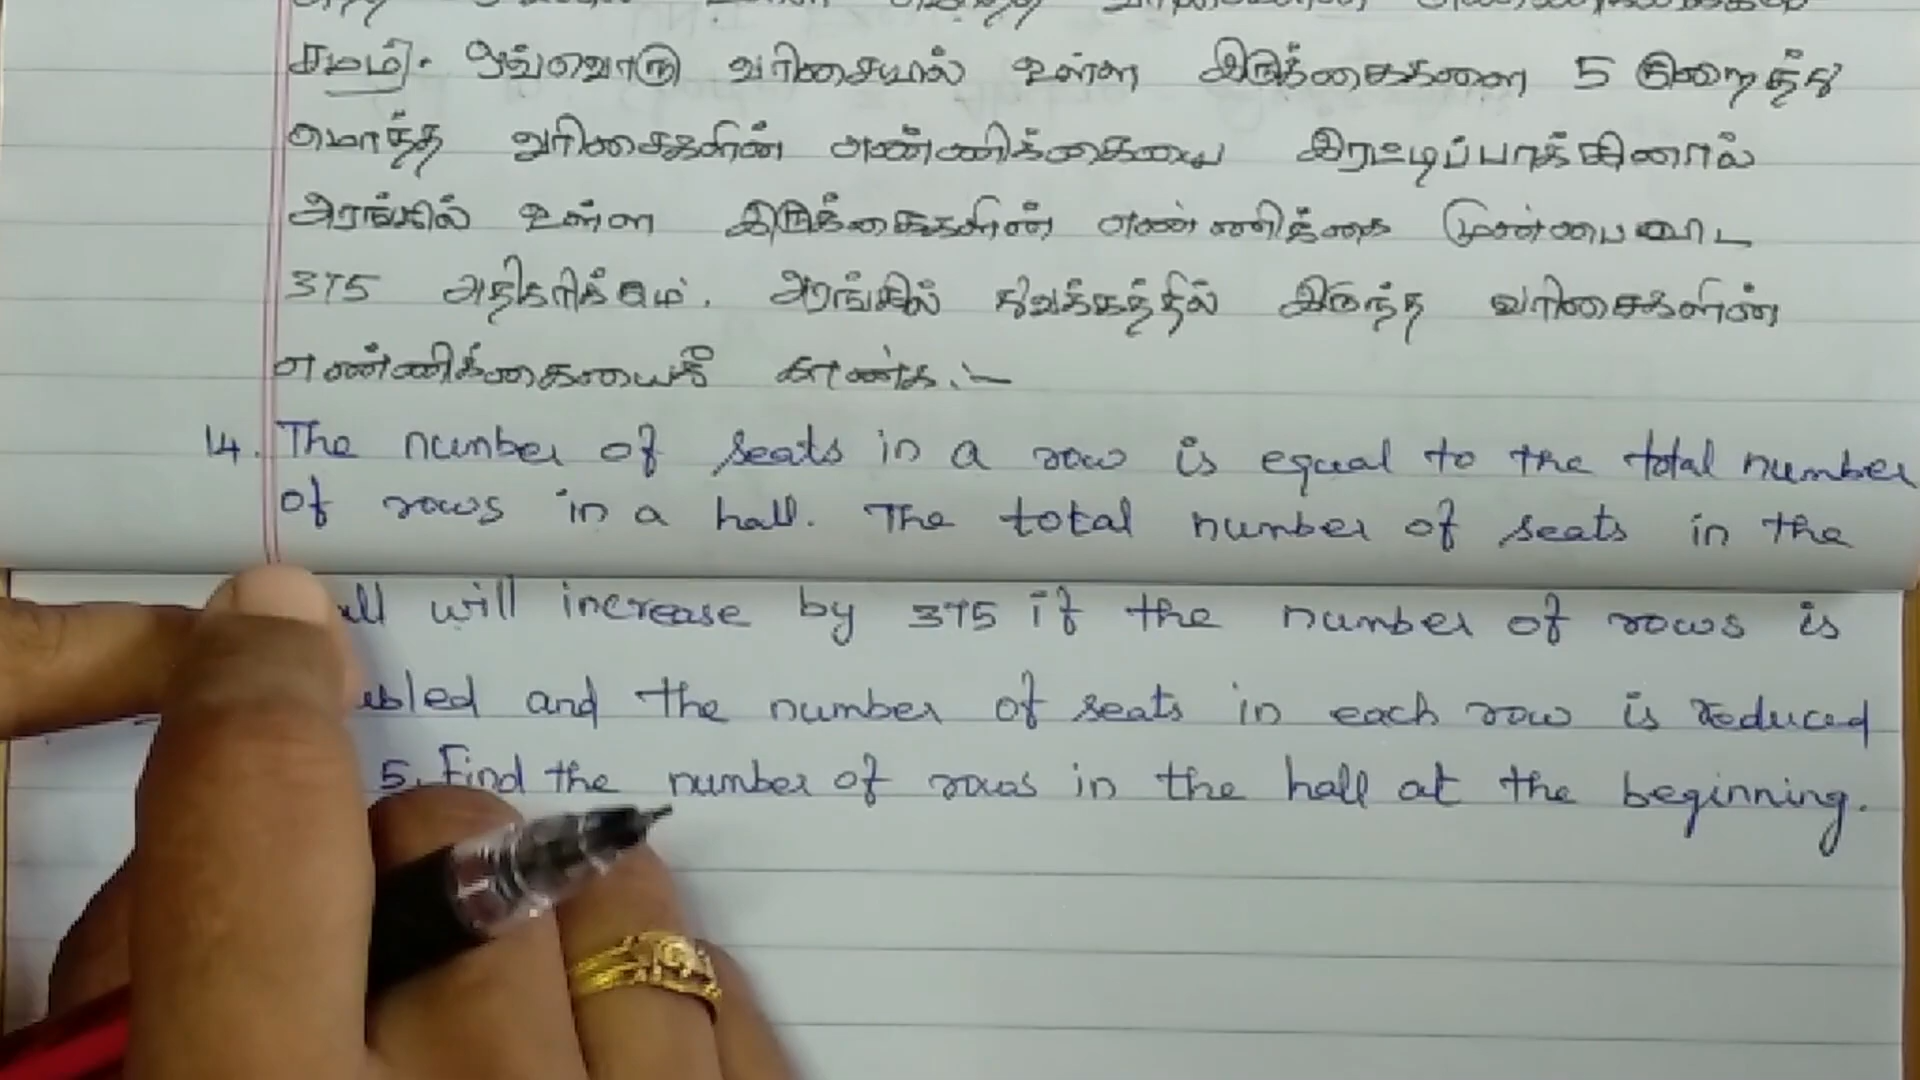 சமம். ஒவ்வொரு வரிசையில் உள்ள இருக்கைகளை 5 குறைத்து
மொத்த வரிசைகளின் எண்ணிக்கையை இரட்டிப்பாக்கினால்
அரங்கில் உள்ள இருக்கைகளின் எண்ணிக்கை முன்பைவிட
375 அதிகரிக்கும். அரங்கில் துவக்கத்தில் இருந்த வரிசைகளின்
எண்ணிக்கையைக் காண்க.:-
14. The number of seats in a row is equal to the total number
of rows in a hall. The total number of seats in the
all will increase by 375 if the number of rows is
ubled and the number of seats in each row is reduced
5. Find the number of rows in the hall at the beginning.